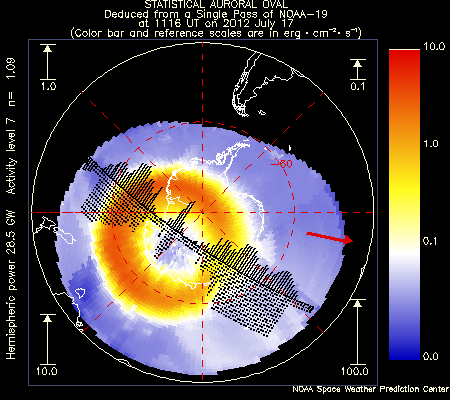 STATISTICAL AURORAL OVAL
Deduced from a Single Pass of NOAA-19
at 1116 UT on 2012 July 17
(Color bar and reference scales are in erg · cm⁻² · s⁻¹)
1.0
0.1
10.0
1.0
0.1
0.0
-60
Hemispheric power 28.5 GW Activity level 7 n= 1.09
10.0
100.0
NOAA Space Weather Prediction Center